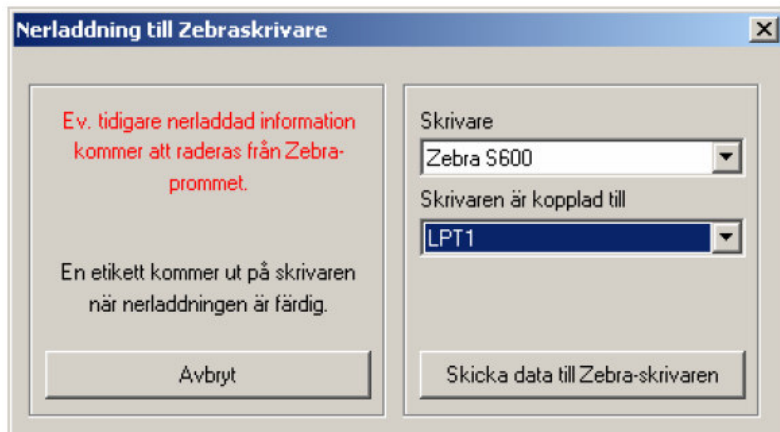 Nerladdning till Zebraskrivare
Ev. tidigare nerladdad information
kommer att raderas från Zebra-
prommet.
En etikett kommer ut på skrivaren
när nerladdningen är färdig.
Avbryt
Skrivare
Zebra S600
Skrivaren är kopplad till
LPT1
Skicka data till Zebra-skrivaren